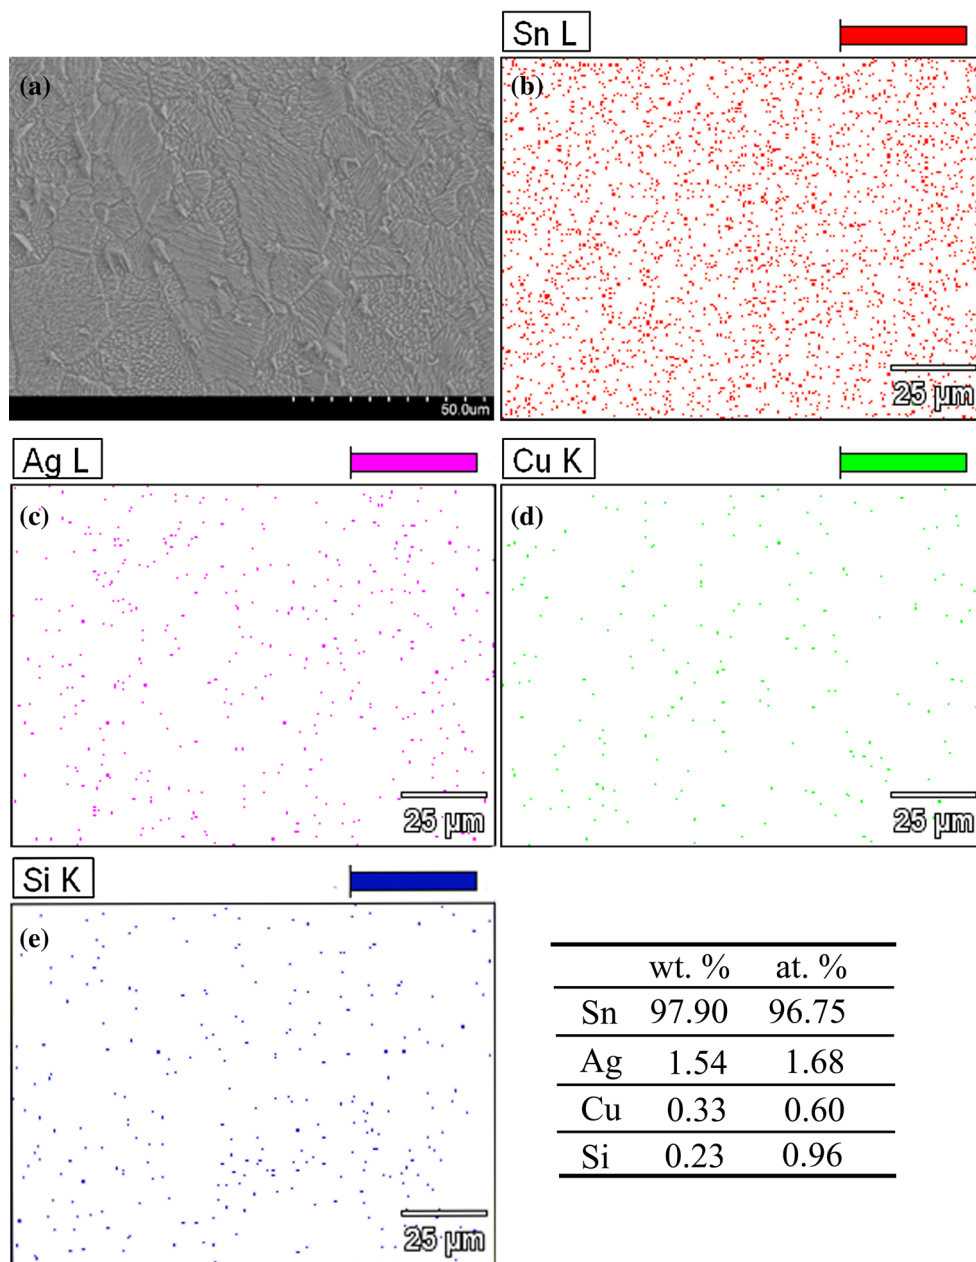 Sn L
(a)
(b)
50.0um
25 μm
Ag L
Cu K
(c)
(d)
25 μm
25 μm
Si K
(e)
25 μm
wt. % at. %
Sn 97.90 96.75
Ag 1.54 1.68
Cu 0.33 0.60
Si 0.23 0.96